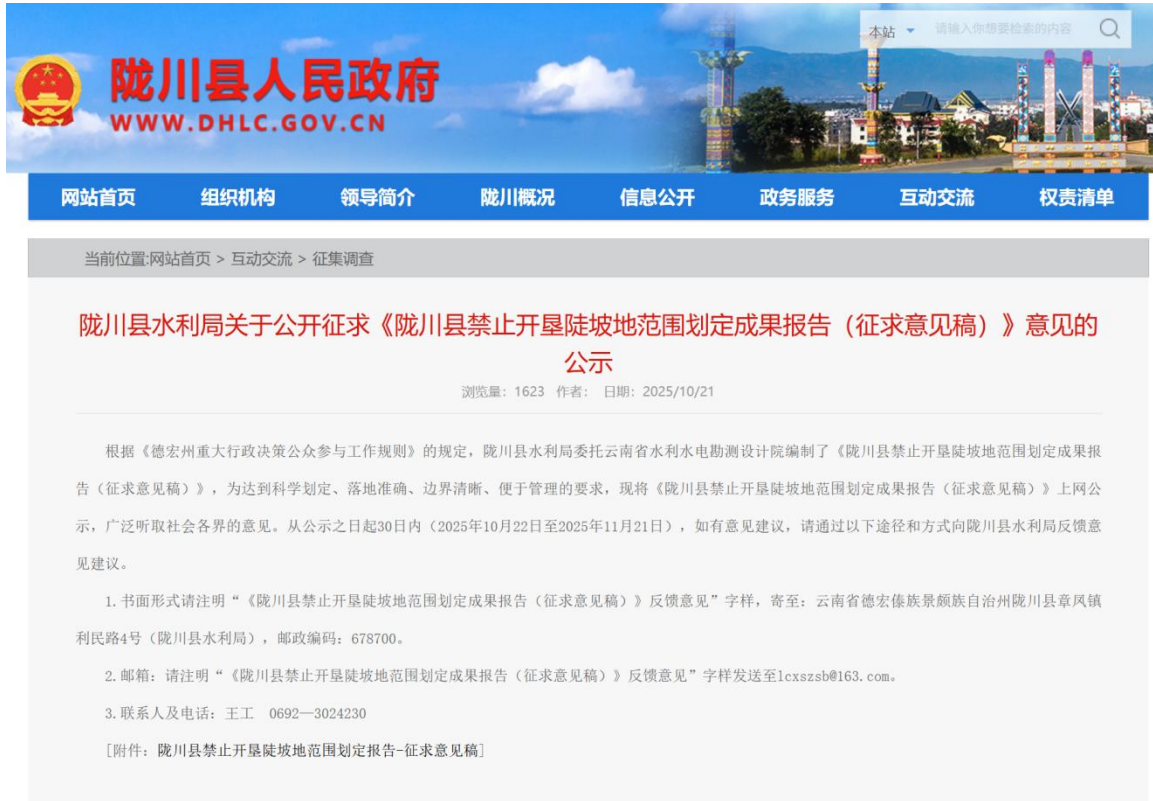 本站
请输入你想要检索的内容
陇川县人民政府
WWW.DHLC.GOV.CN
网站首页 组织机构 领导简介 陇川概况 信息公开 政务服务 互动交流 权责清单
当前位置:网站首页 > 互动交流 > 征集调查
陇川县水利局关于公开征求《陇川县禁止开垦陡坡地范围划定成果报告（征求意见稿）》意见的
公示
浏览量：1623 作者： 日期：2025/10/21
根据《德宏州重大行政决策公众参与工作规则》的规定，陇川县水利局委托云南省水利水电勘测设计院编制了《陇川县禁止开垦陡坡地范围划定成果报
告（征求意见稿）》，为达到科学划定、落地准确、边界清晰、便于管理的要求，现将《陇川县禁止开垦陡坡地范围划定成果报告（征求意见稿）》上网公
示，广泛听取社会各界的意见。从公示之日起30日内（2025年10月22日至2025年11月21日），如有意见建议，请通过以下途径和方式向陇川县水利局反馈意
见建议。
1.书面形式请注明“《陇川县禁止开垦陡坡地范围划定成果报告（征求意见稿）》反馈意见”字样，寄至：云南省德宏傣族景颇族自治州陇川县章凤镇
利民路4号（陇川县水利局），邮政编码：678700。
2.邮箱：请注明“《陇川县禁止开垦陡坡地范围划定成果报告（征求意见稿）》反馈意见”字样发送至lcxszsb@163.com。
3.联系人及电话：王工 0692—3024230
[附件：陇川县禁止开垦陡坡地范围划定报告-征求意见稿]